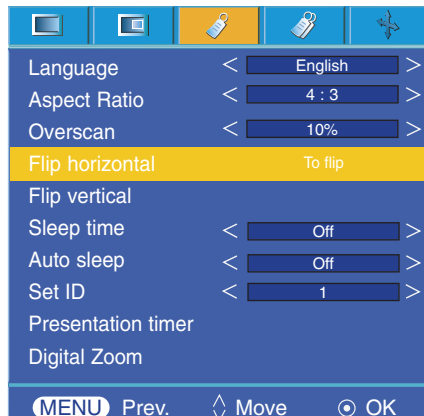 Language < English >
Aspect Ratio < 4 : 3 >
Overscan < 10% >
Flip horizontal To flip
Flip vertical
Sleep time < Off >
Auto sleep < Off >
Set ID < 1 >
Presentation timer
Digital Zoom
MENU Prev. Move OK